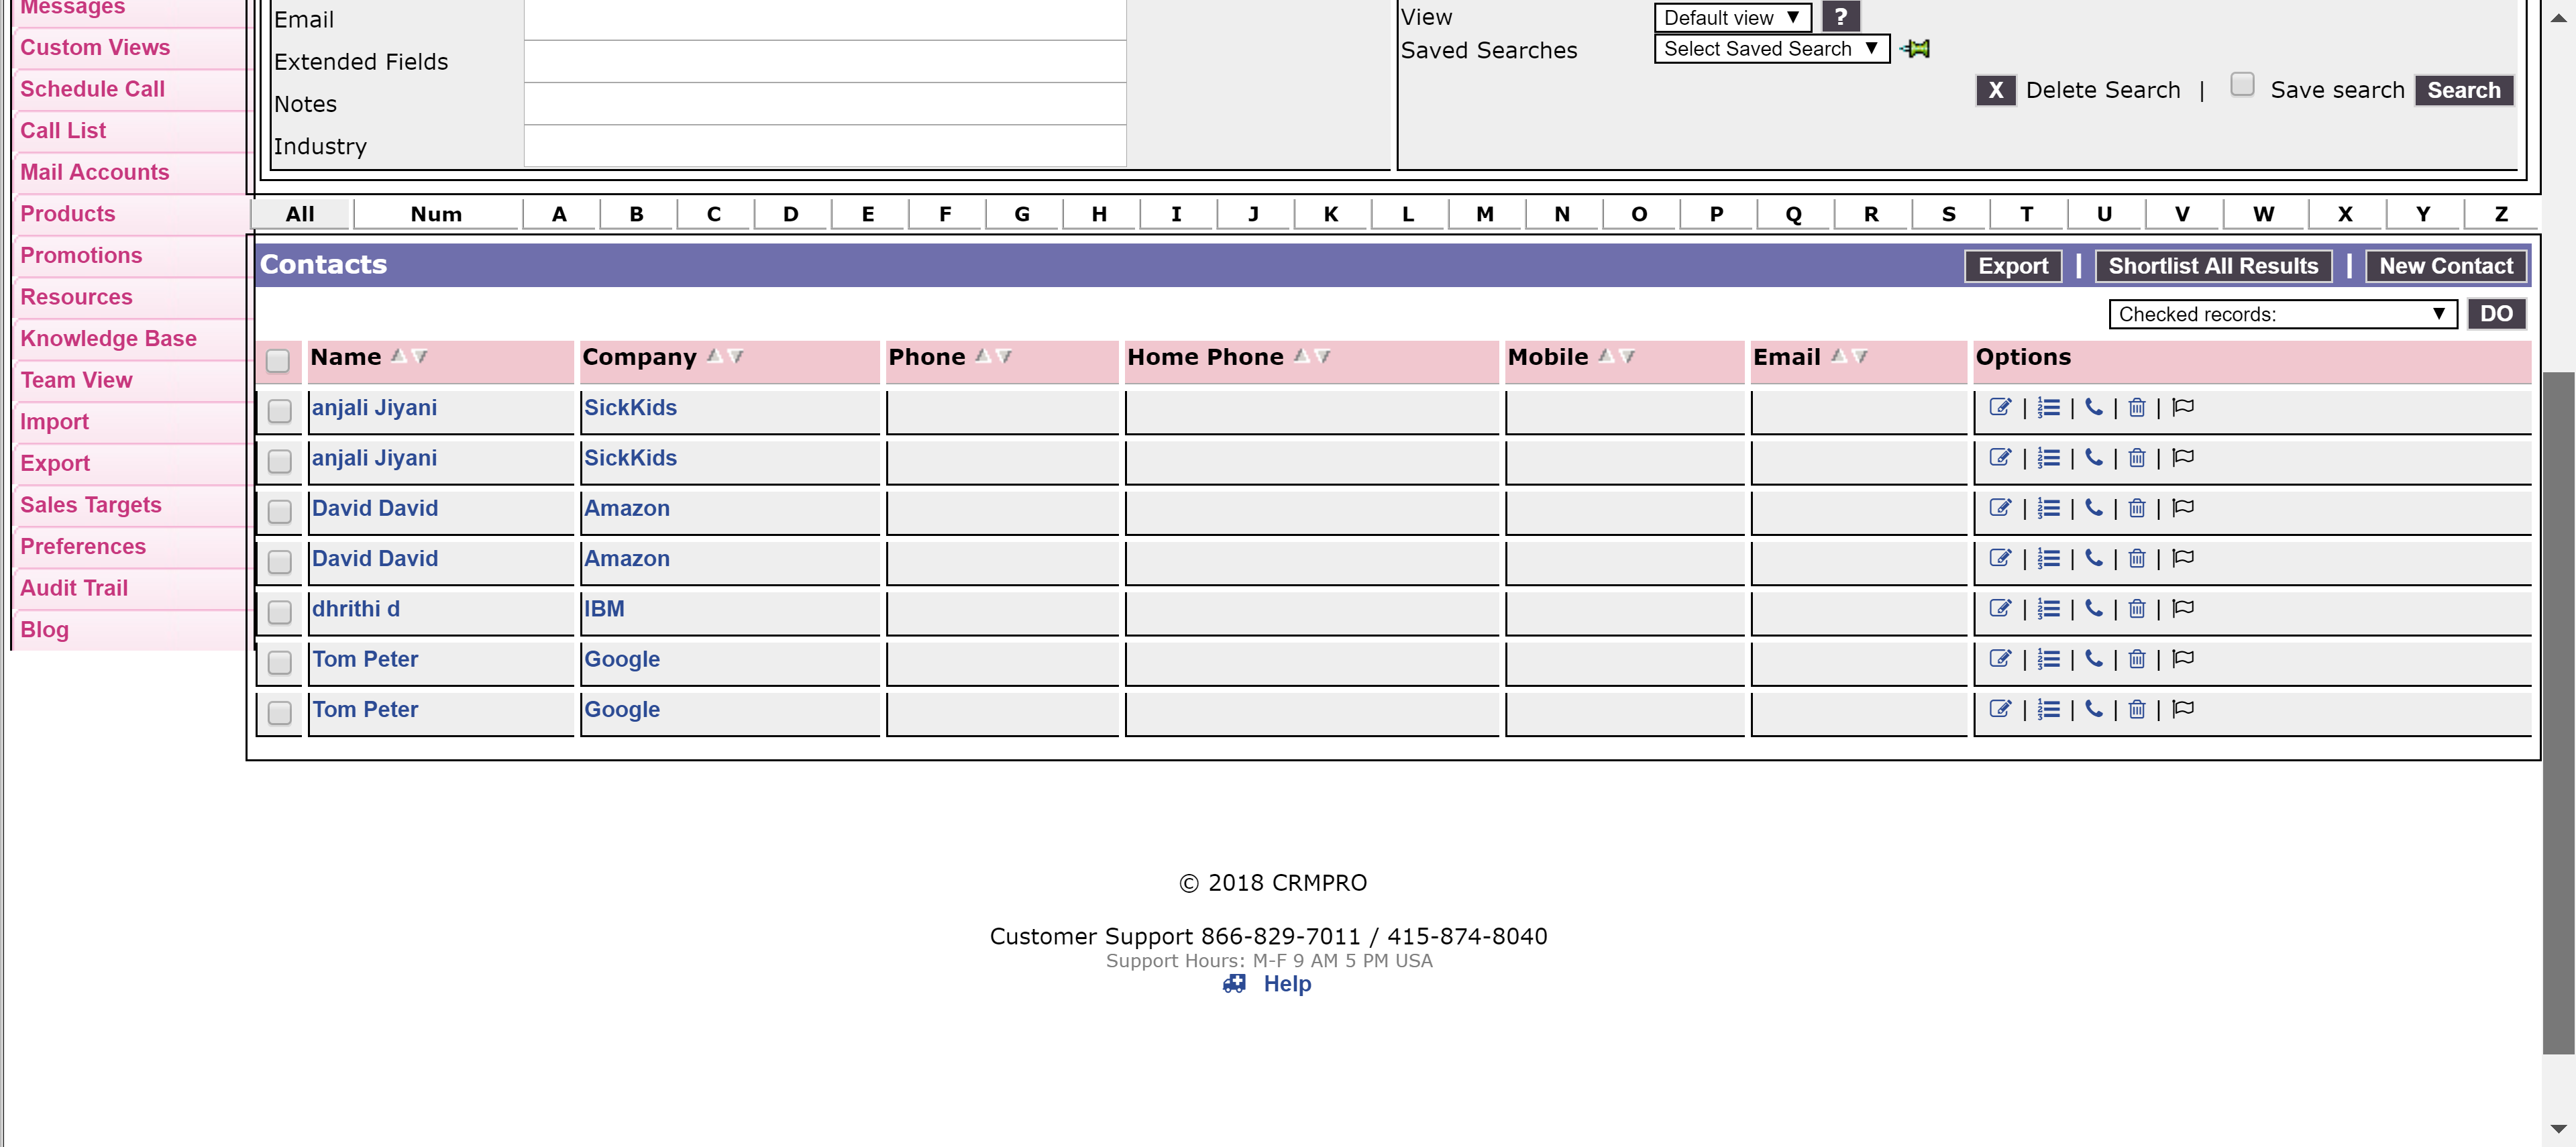 Messages
Custom Views
Schedule Call
Call List
Mail Accounts
Products
Promotions
Resources
Knowledge Base
Team View
Import
Export
Sales Targets
Preferences
Audit Trail
Blog
Email
Extended Fields
Notes
Industry
View Default view ?
Saved Searches Select Saved Search
X Delete Search | Save search Search
All Num A B C D E F G H I J K L M N O P Q R S T U V W X Y Z
Contacts Export | Shortlist All Results | New Contact
Checked records: DO
Name Company Phone Home Phone Mobile Email Options
anjali Jiyani SickKids | | | |
anjali Jiyani SickKids | | | |
David David Amazon | | | |
David David Amazon | | | |
dhrithi d IBM | | | |
Tom Peter Google | | | |
Tom Peter Google | | | |
© 2018 CRMPRO
Customer Support 866-829-7011 / 415-874-8040
Support Hours: M-F 9 AM 5 PM USA
Help